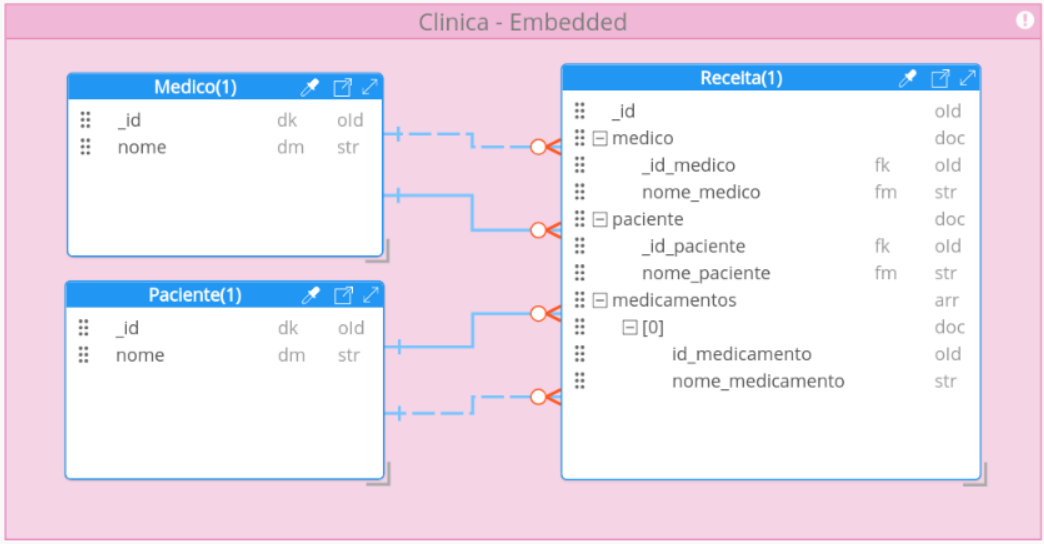 Clinica - Embedded
!
Medico(1)
_id dk oId
nome dm str
Paciente(1)
_id dk oId
nome dm str
Receita(1)
_id oId
medico doc
_id_medico fk oId
nome_medico fm str
paciente doc
_id_paciente fk oId
nome_paciente fm str
medicamentos arr
[0] doc
id_medicamento oId
nome_medicamento str